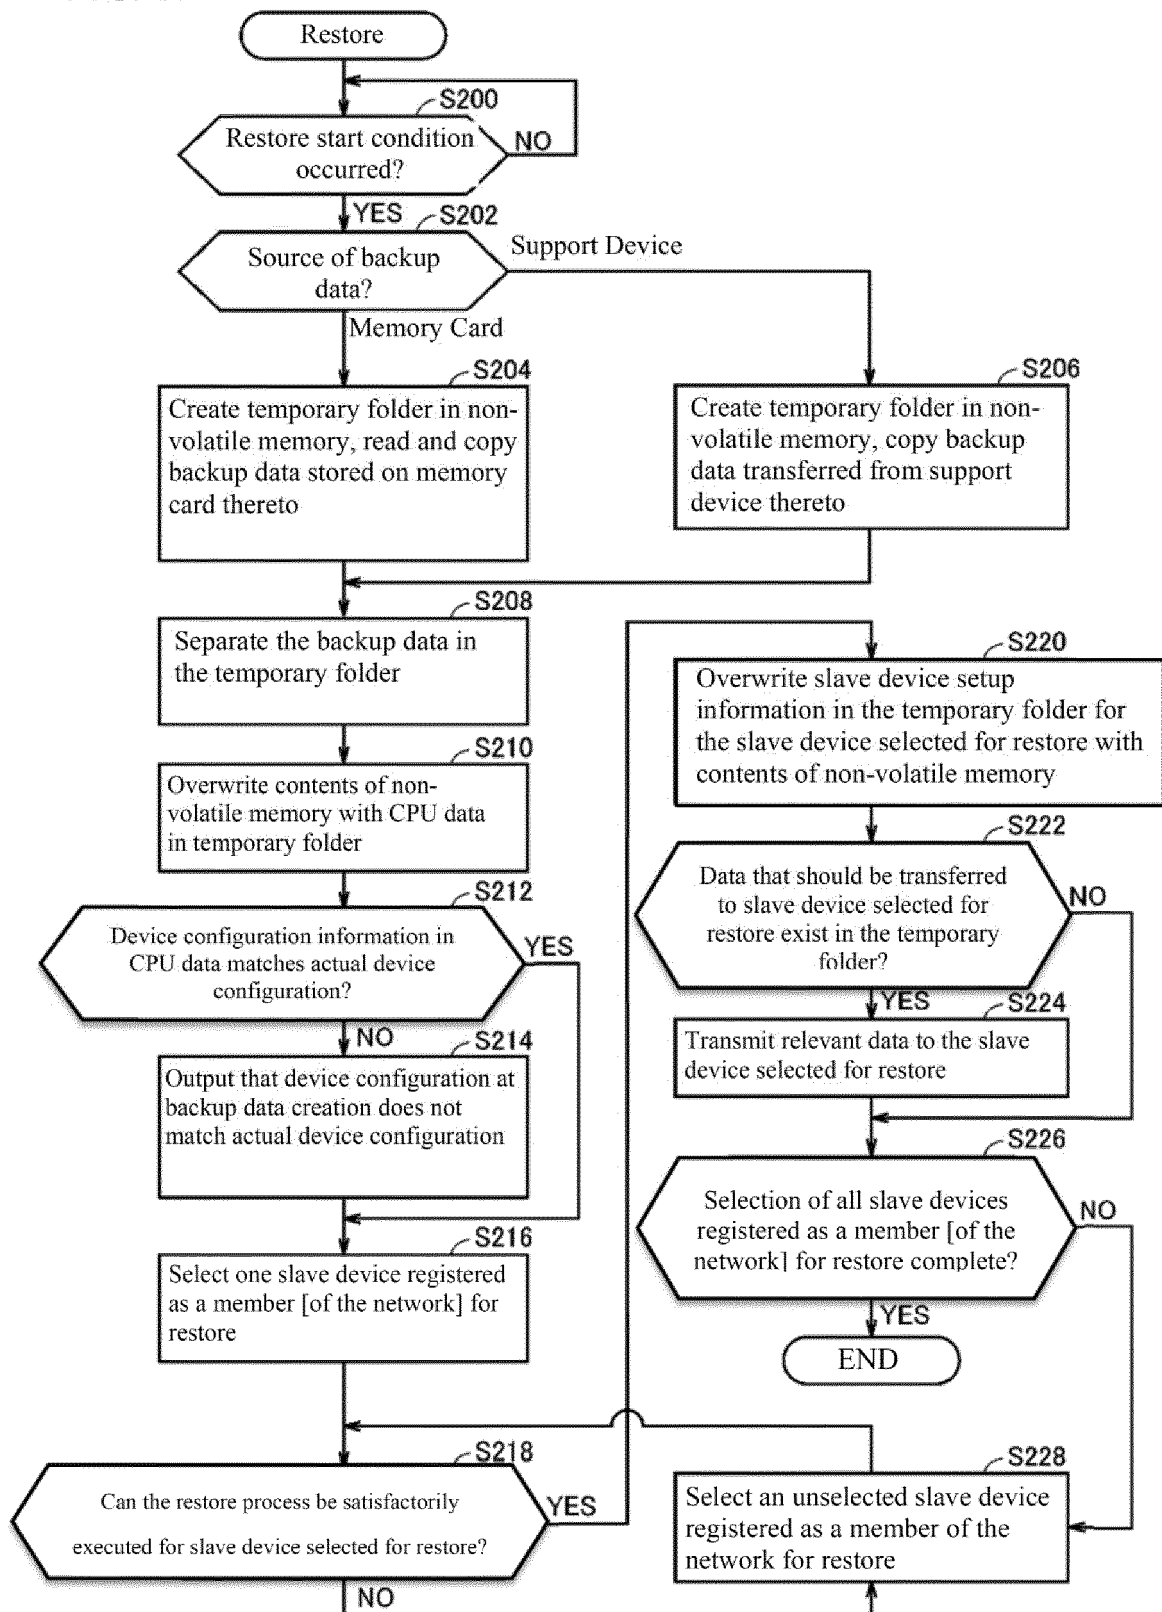 Restore
S200
Restore start condition
occurred?
NO
YES
S202
Source of backup
data?
Support Device
Memory Card
S204
Create temporary folder in non-
volatile memory, read and copy
backup data stored on memory
card thereto
S206
Create temporary folder in non-
volatile memory, copy backup
data transferred from support
device thereto
S208
Separate the backup data in
the temporary folder
S210
Overwrite contents of non-
volatile memory with CPU data
in temporary folder
S212
Device configuration information in
CPU data matches actual device
configuration?
YES
NO
S214
Output that device configuration at
backup data creation does not
match actual device configuration
S216
Select one slave device registered
as a member [of the network] for
restore
S218
Can the restore process be satisfactorily
executed for slave device selected for restore?
YES
NO
S220
Overwrite slave device setup
information in the temporary folder for
the slave device selected for restore with
contents of non-volatile memory
S222
Data that should be transferred
to slave device selected for
restore exist in the temporary
folder?
NO
YES
S224
Transmit relevant data to the slave
device selected for restore
S226
Selection of all slave devices
registered as a member [of the
network] for restore complete?
NO
YES
END
S228
Select an unselected slave device
registered as a member of the
network for restore